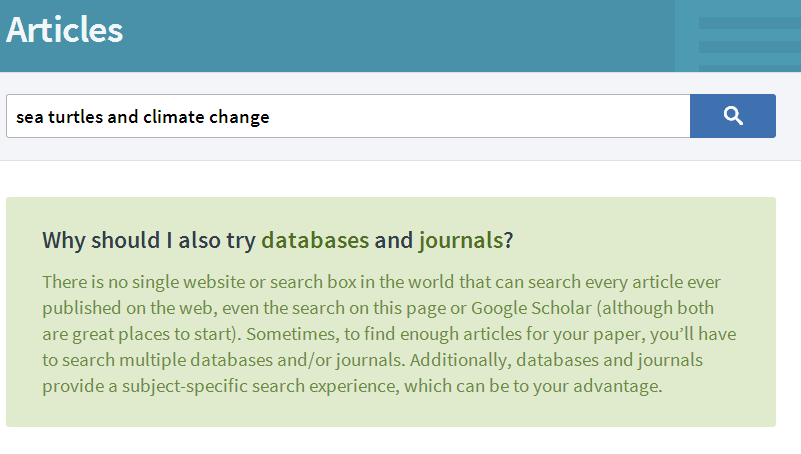 Articles
sea turtles and climate change
Why should I also try databases and journals?
There is no single website or search box in the world that can search every article ever
published on the web, even the search on this page or Google Scholar (although both
are great places to start). Sometimes, to find enough articles for your paper, you’ll have
to search multiple databases and/or journals. Additionally, databases and journals
provide a subject-specific search experience, which can be to your advantage.